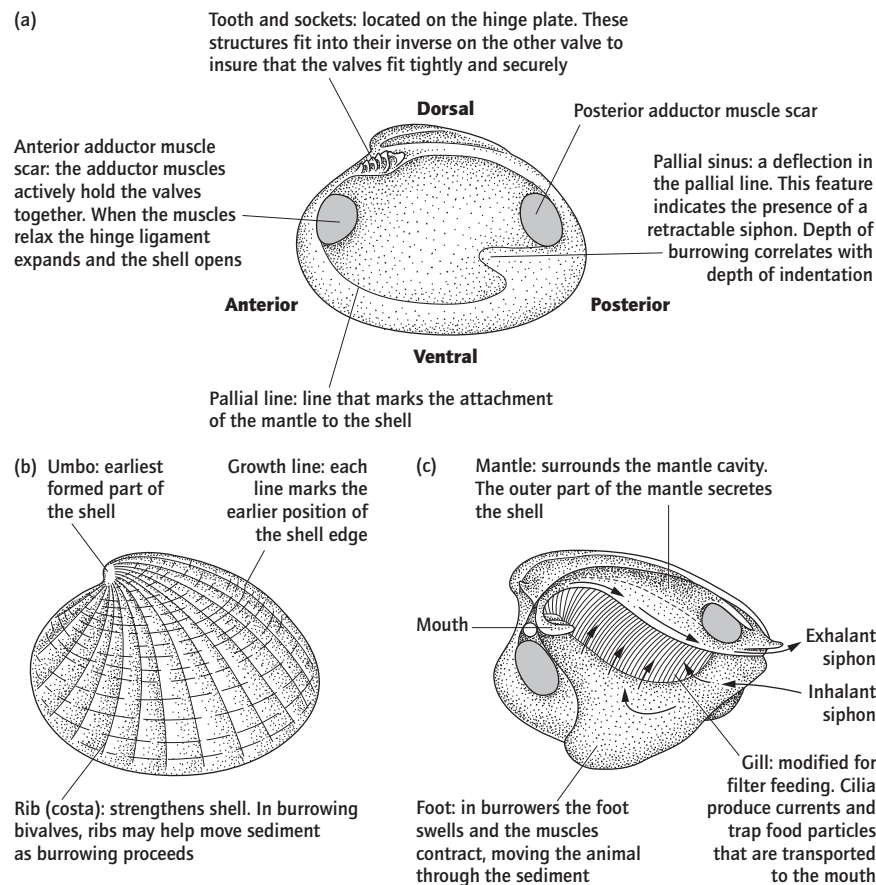 (a)
Tooth and sockets: located on the hinge plate. These
structures fit into their inverse on the other valve to
insure that the valves fit tightly and securely
Dorsal
Posterior adductor muscle scar
Anterior adductor muscle
scar: the adductor muscles
actively hold the valves
together. When the muscles
relax the hinge ligament
expands and the shell opens
Pallial sinus: a deflection in
the pallial line. This feature
indicates the presence of a
retractable siphon. Depth of
burrowing correlates with
depth of indentation
Anterior
Posterior
Ventral
Pallial line: line that marks the attachment
of the mantle to the shell
(b)
Umbo: earliest
formed part of
the shell
Growth line: each
line marks the
earlier position of
the shell edge
Rib (costa): strengthens shell. In burrowing
bivalves, ribs may help move sediment
as burrowing proceeds
(c)
Mantle: surrounds the mantle cavity.
The outer part of the mantle secretes
the shell
Mouth
Exhalant
siphon
Inhalant
siphon
Foot: in burrowers the foot
swells and the muscles
contract, moving the animal
through the sediment
Gill: modified for
filter feeding. Cilia
produce currents and
trap food particles
that are transported
to the mouth